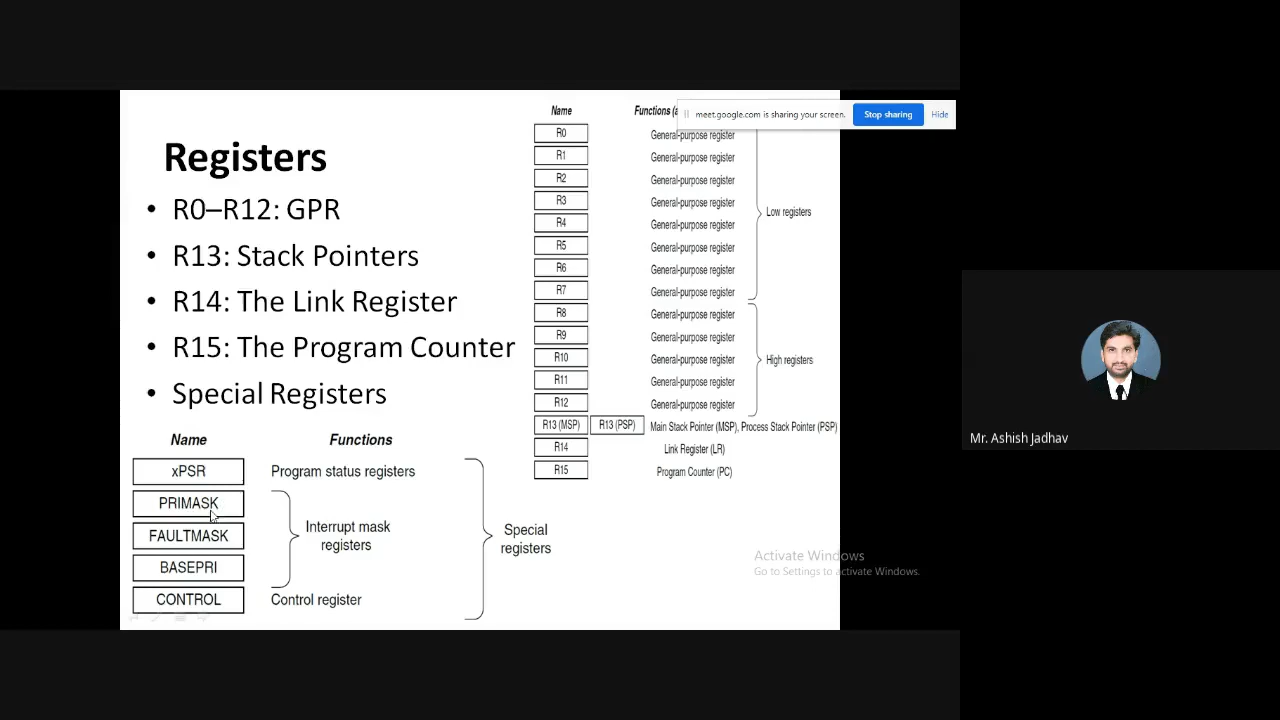 Registers
• R0–R12: GPR
• R13: Stack Pointers
• R14: The Link Register
• R15: The Program Counter
• Special Registers
Name Functions
xPSR Program status registers
PRIMASK
FAULTMASK
BASEPRI
Interrupt mask
registers
CONTROL Control register
Special
registers
Name Functions (a
meet.google.com is sharing your screen. Stop sharing Hide
R0 General-purpose register
R1 General-purpose register
R2 General-purpose register
R3 General-purpose register
R4 General-purpose register
R5 General-purpose register
R6 General-purpose register
R7 General-purpose register
Low registers
R8 General-purpose register
R9 General-purpose register
R10 General-purpose register
R11 General-purpose register
R12 General-purpose register
High registers
R13 (MSP) R13 (PSP) Main Stack Pointer (MSP), Process Stack Pointer (PSP)
R14 Link Register (LR)
R15 Program Counter (PC)
Activate Windows
Go to Settings to activate Windows.
Mr. Ashish Jadhav